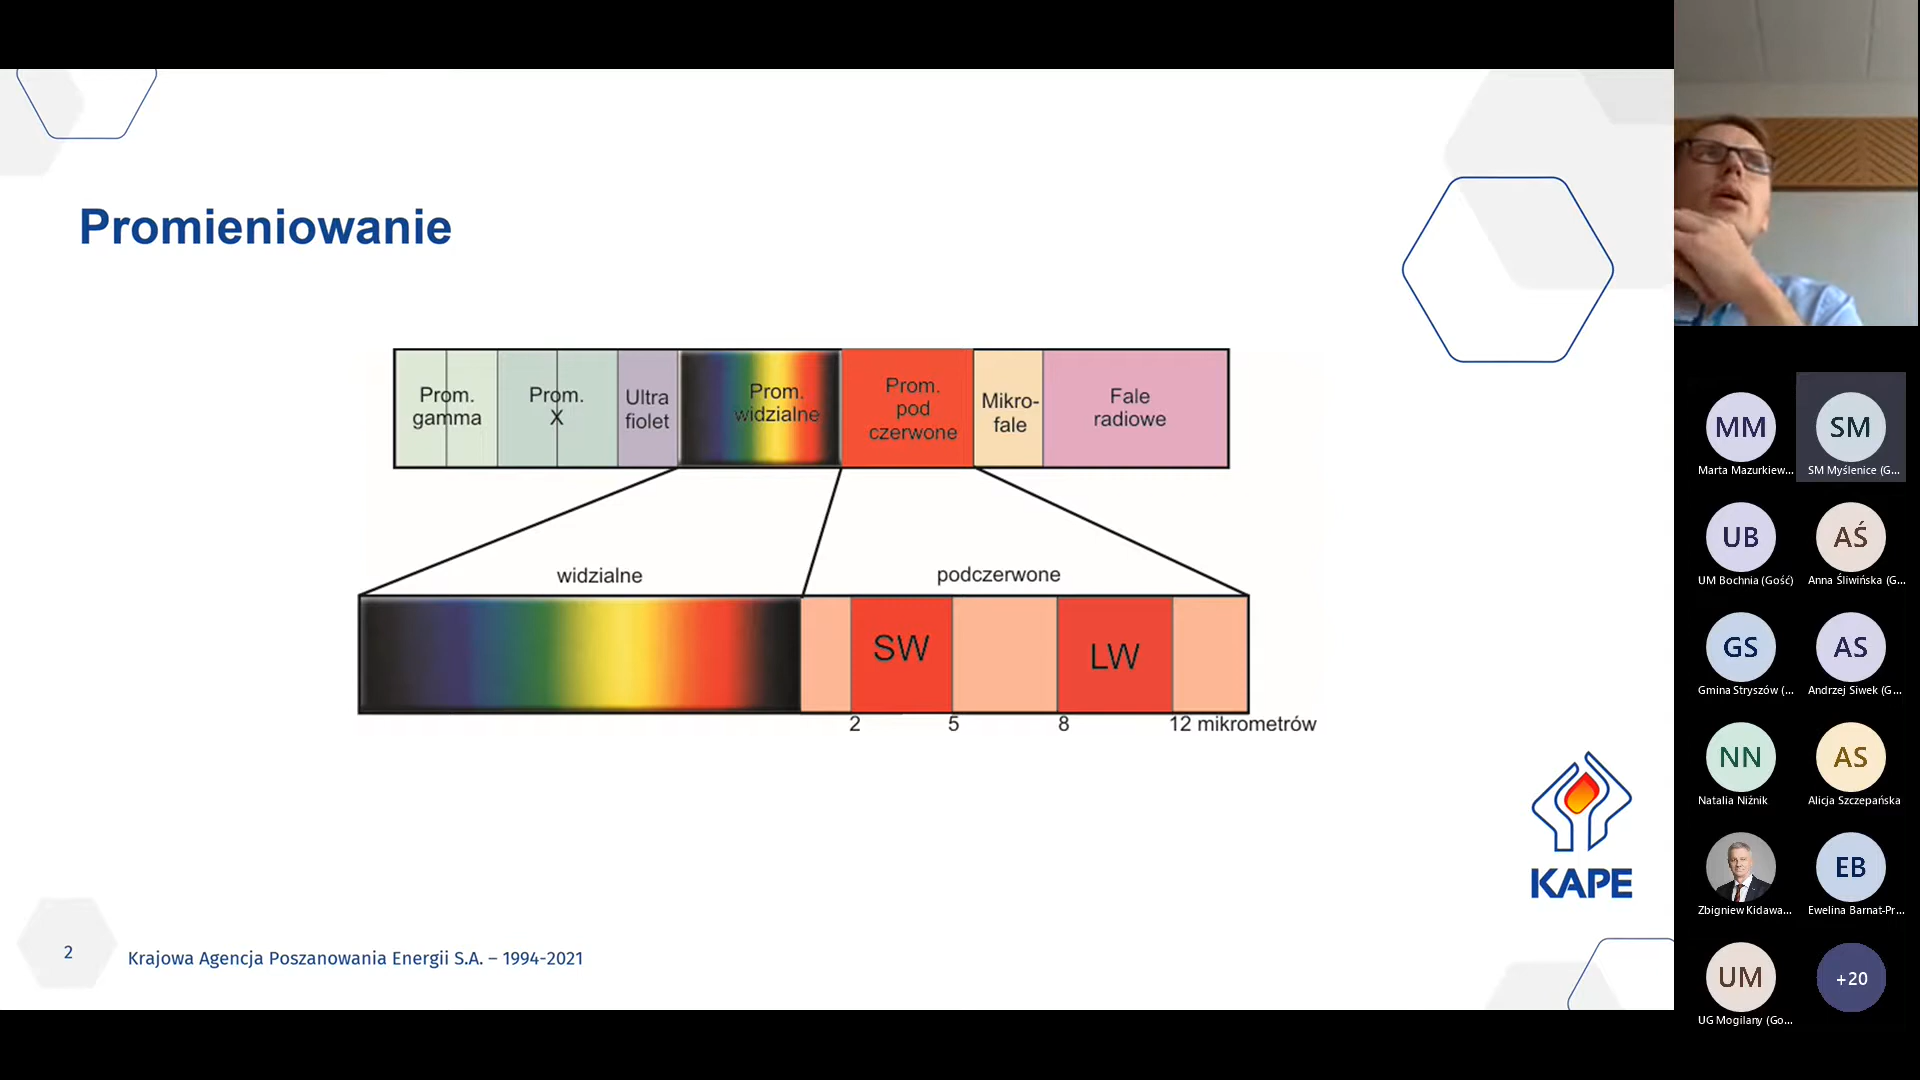 Promieniowanie
Prom.
gamma
Prom.
X
Ultra
fiolet
Prom.
widzialne
Prom.
pod
czerwone
Mikro-
fale
Fale
radiowe
widzialne
podczerwone
SW
LW
2
5
8
12 mikrometrów
KAPE
2
Krajowa Agencja Poszanowania Energii S.A. – 1994-2021
MM
Marta Mazurkiew...
SM
SM Myślenice (G...
UB
UM Bochnia (Gość)
AŚ
Anna Śliwińska (G...
GS
Gmina Stryszów (...
AS
Andrzej Siwek (G...
NN
Natalia Niźnik
AS
Alicja Szczepańska
Zbigniew Kidawa...
EB
Ewelina Barnat-Pr...
UM
UG Mogilany (Go...
+20